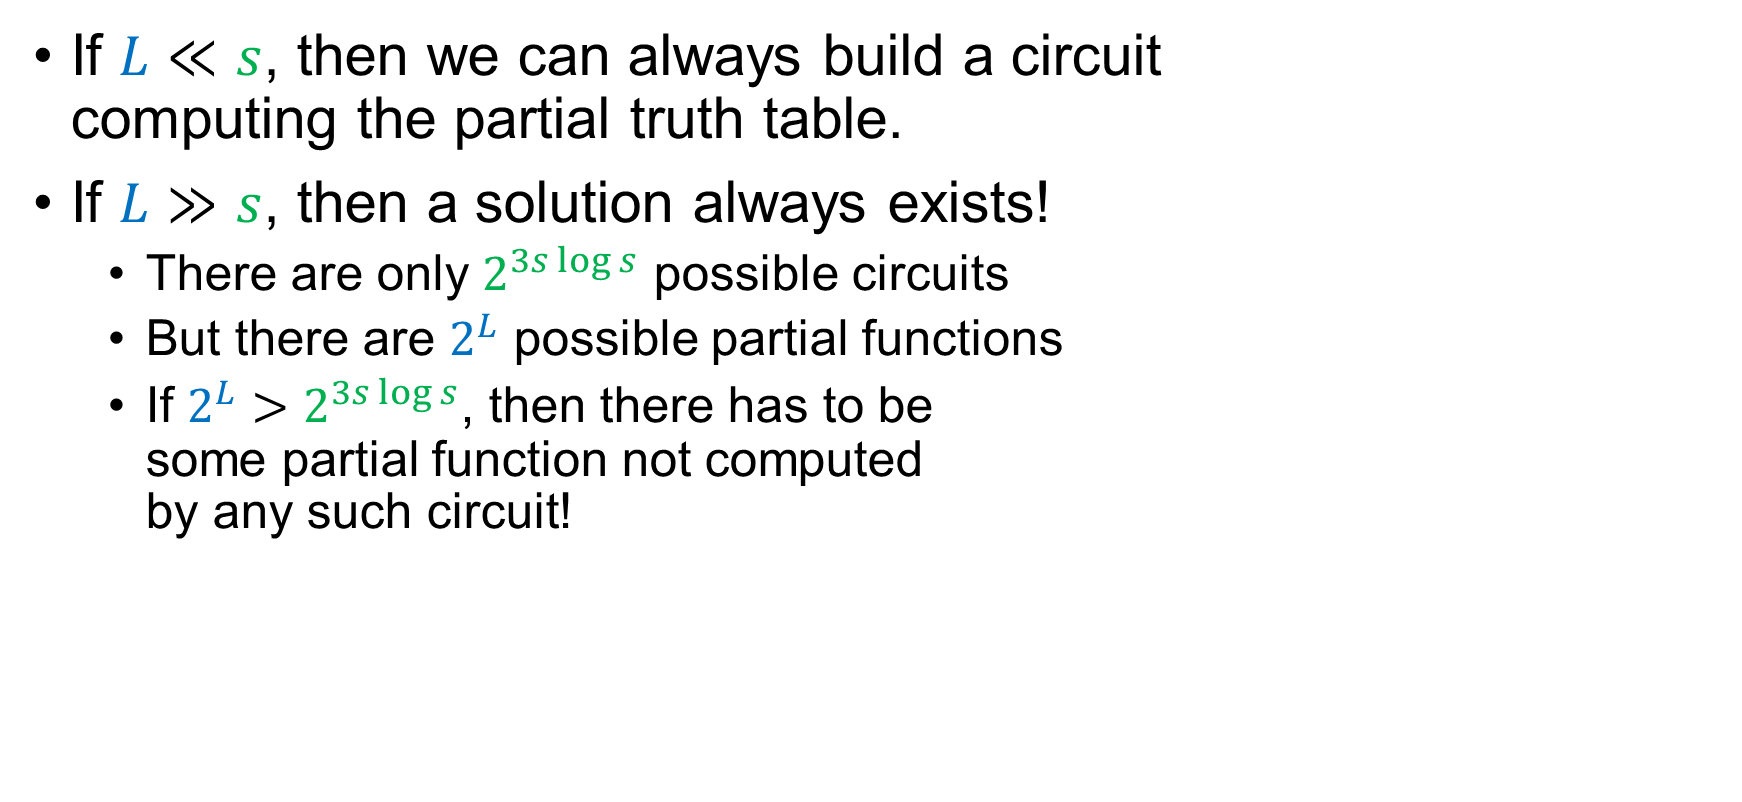 • If L ≪ s, then we can always build a circuit
computing the partial truth table.
• If L ≫ s, then a solution always exists!
• There are only 2^{3s log s} possible circuits
• But there are 2^L possible partial functions
• If 2^L > 2^{3s log s}, then there has to be
some partial function not computed
by any such circuit!